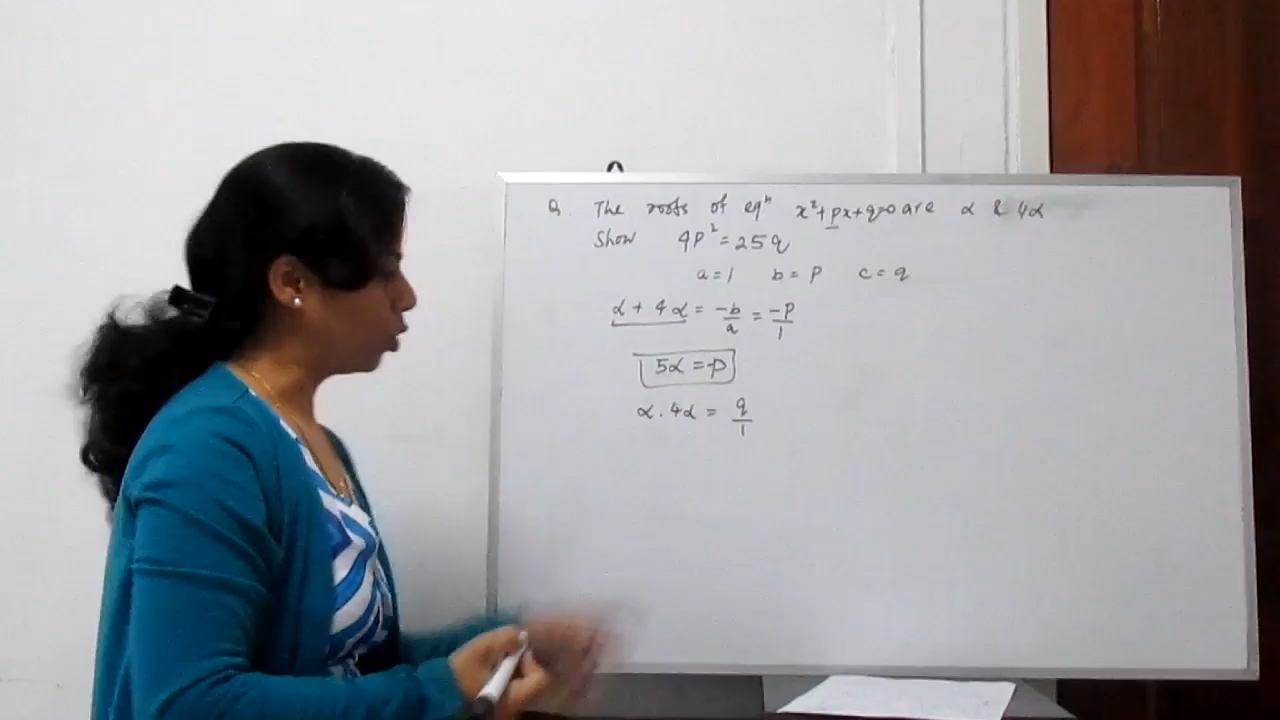 Q. The roots of eqⁿ x²+px+q=0 are α & 4α
Show 4P² = 25q
a = 1 b = P c = q
α + 4α = -b/a = -P/1
5α = -P
α . 4α = q/1